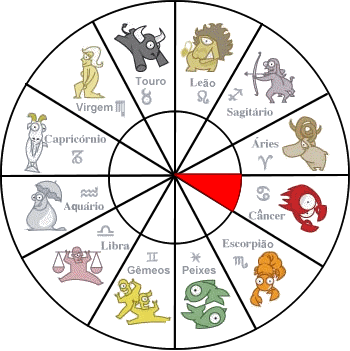 Touro
Leão
Virgem
Sagitário
Capricórnio
Áries
Aquário
Câncer
Libra
Escorpião
Gêmeos
Peixes